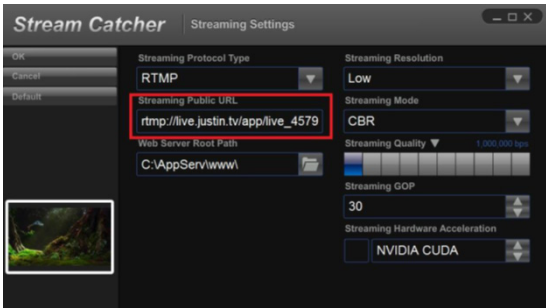 Stream Catcher
Streaming Settings
OK
Cancel
Default
Streaming Protocol Type
RTMP
Streaming Public URL
rtmp://live.justin.tv/app/live_4579
Web Server Root Path
C:\AppServ\www\
Streaming Resolution
Low
Streaming Mode
CBR
Streaming Quality
1,000,000 bps
Streaming GOP
30
Streaming Hardware Acceleration
NVIDIA CUDA